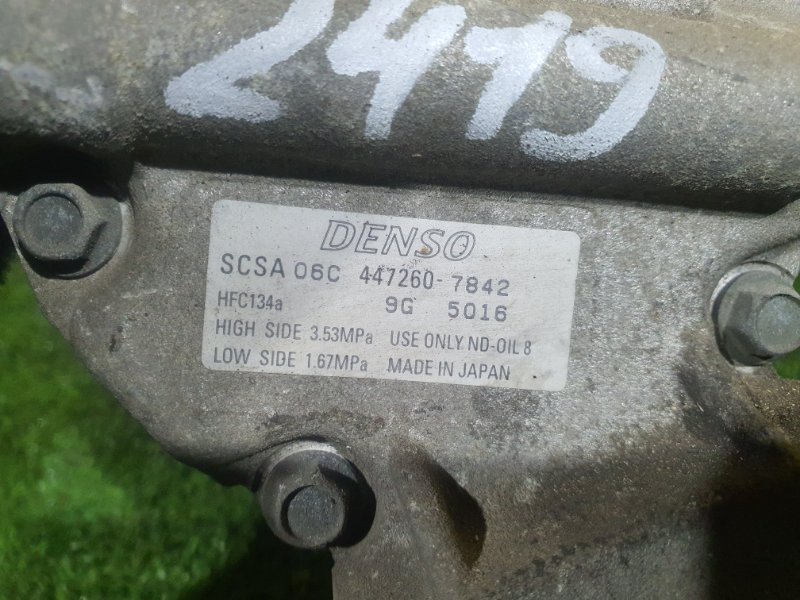 2419
DENSO
SCSA 06C 447260-7842
HFC134a 9G 5016
HIGH SIDE 3.53MPa USE ONLY ND-OIL 8
LOW SIDE 1.67MPa MADE IN JAPAN